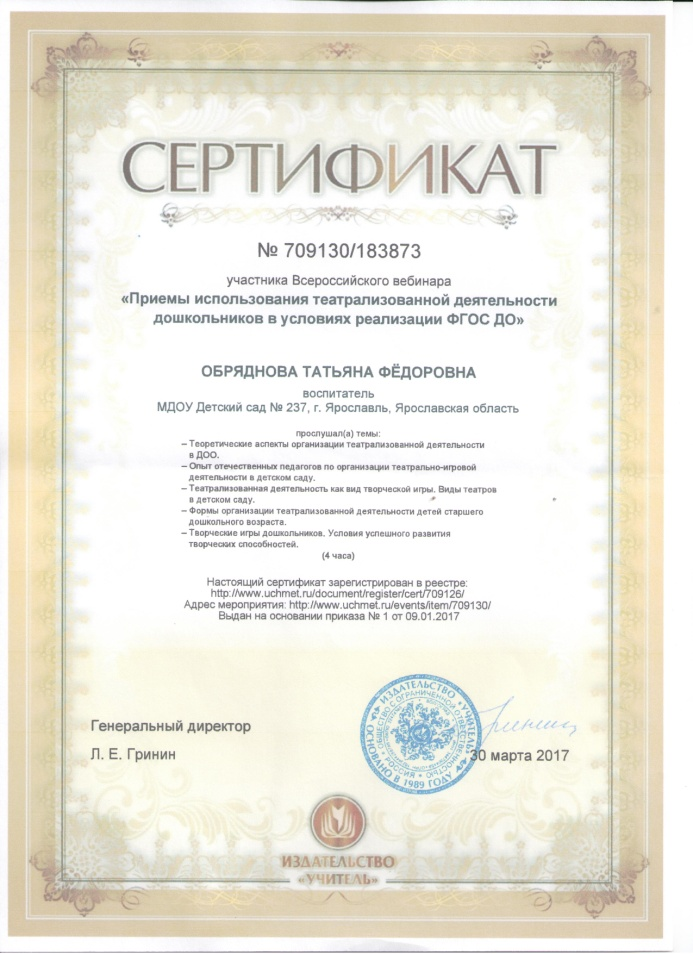 СЕРТИФИКАТ
№ 709130/183873
участника Всероссийского вебинара
«Приемы использования театрализованной деятельности
дошкольников в условиях реализации ФГОС ДО»
ОБРЯДНОВА ТАТЬЯНА ФЁДОРОВНА
воспитатель
МДОУ Детский сад № 237, г. Ярославль, Ярославская область
прослушал(а) темы:
– Теоретические аспекты организации театрализованной деятельности
в ДОО.
– Опыт отечественных педагогов по организации театрально-игровой
деятельности в детском саду.
– Театрализованная деятельность как вид творческой игры. Виды театров
в детском саду.
– Формы организации театрализованной деятельности детей старшего
дошкольного возраста.
– Творческие игры дошкольников. Условия успешного развития
творческих способностей.
(4 часа)
Настоящий сертификат зарегистрирован в реестре:
http://www.uchmet.ru/document/register/cert/709126/
Адрес мероприятия: http://www.uchmet.ru/events/item/709130/
Выдан на основании приказа № 1 от 09.01.2017
Генеральный директор
Л. Е. Гринин
ИЗДАТЕЛЬСТВО «УЧИТЕЛЬ»
ОСНОВАНО В 1989 ГОДУ
ОБЩЕСТВО С ОГРАНИЧЕННОЙ ОТВЕТСТВЕННОСТЬЮ
РОССИЯ
30 марта 2017
ИЗДАТЕЛЬСТВО
«УЧИТЕЛЬ»